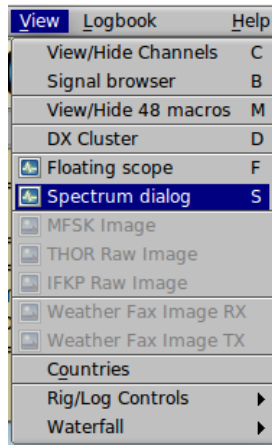 View Logbook Help
View/Hide Channels C
Signal browser B
View/Hide 48 macros M
DX Cluster D
Floating scope F
Spectrum dialog S
MFSK Image
THOR Raw Image
IFKP Raw Image
Weather Fax Image RX
Weather Fax Image TX
Countries
Rig/Log Controls
Waterfall